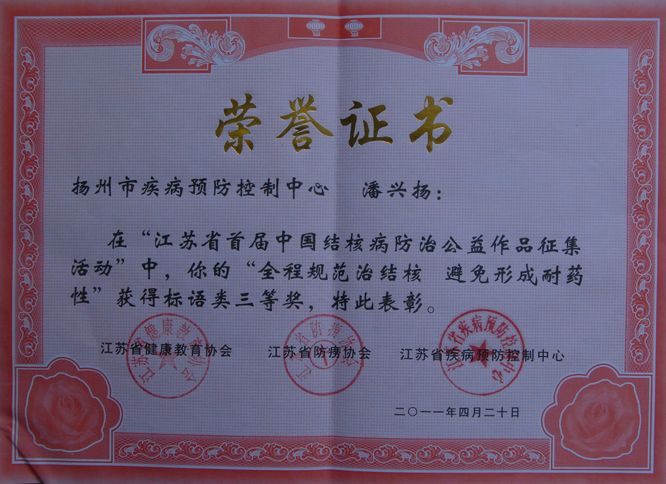 荣誉证书
扬州市疾病预防控制中心 潘兴扬：
在“江苏省首届中国结核病防治公益作品征集
活动”中，你的“全程规范治结核 避免形成耐药
性”获得标语类三等奖，特此表彰。
江苏省健康教育协会 江苏省防痨协会 江苏省疾病预防控制中心
二〇一一年四月二十日